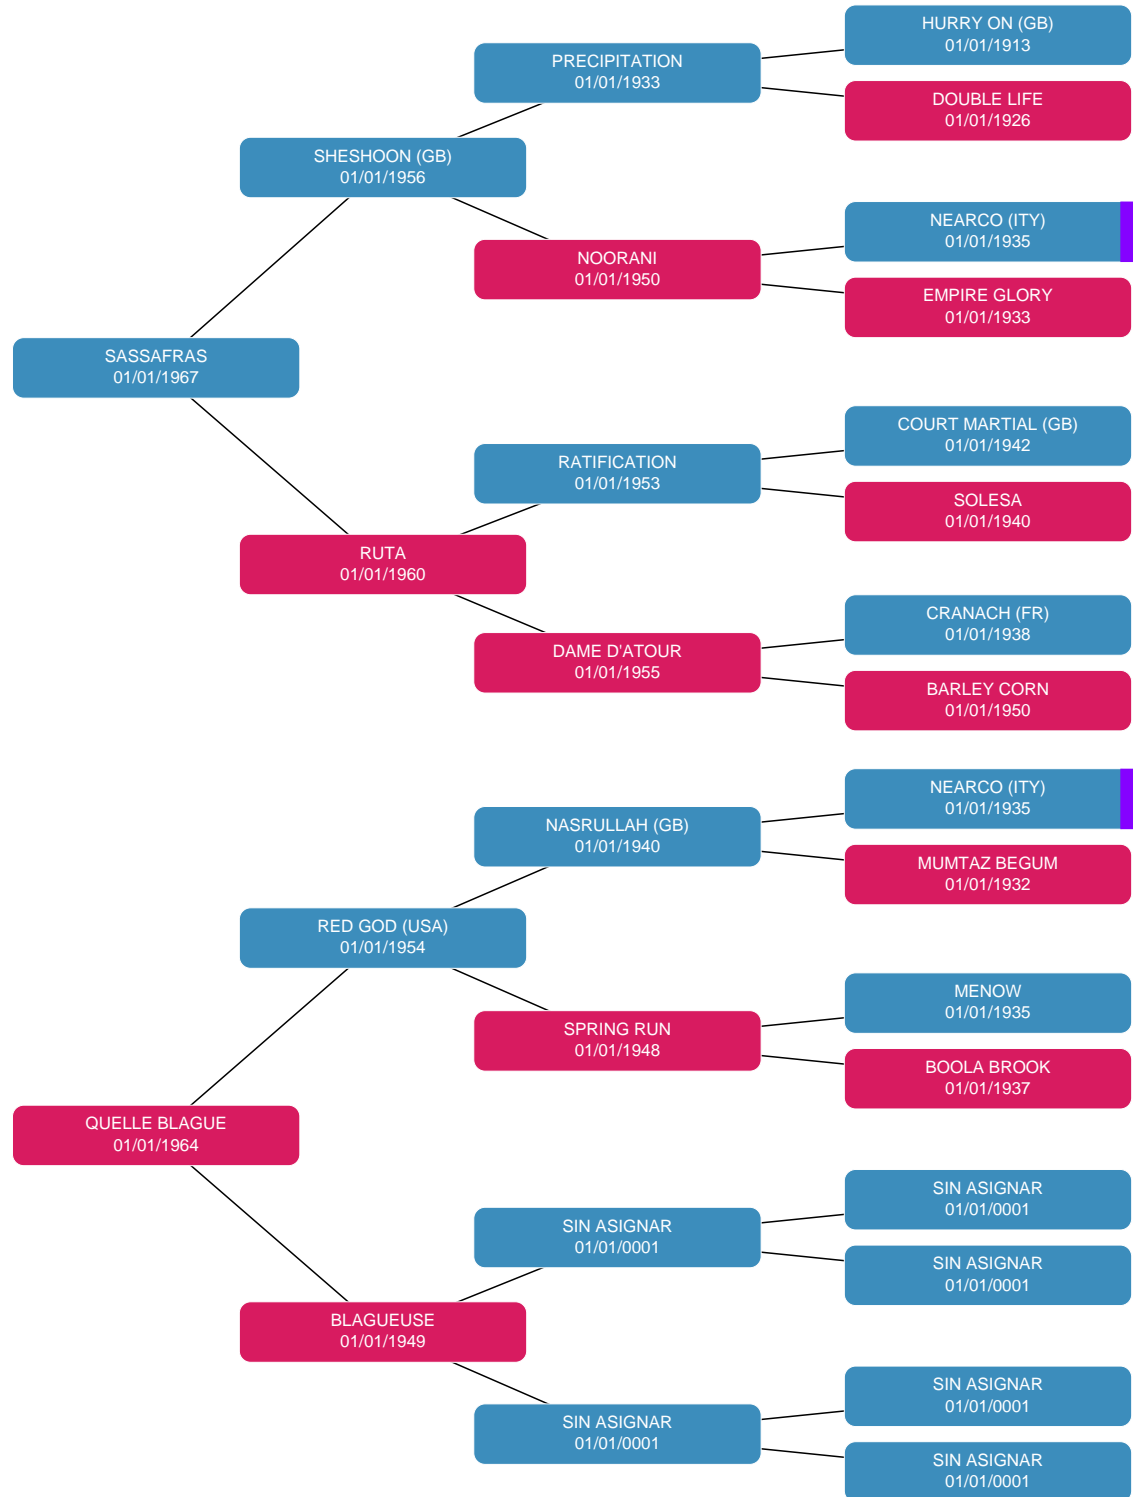 HURRY ON (GB)
01/01/1913
PRECIPITATION
01/01/1933
DOUBLE LIFE
01/01/1926
SHESHOON (GB)
01/01/1956
NEARCO (ITY)
01/01/1935
NOORANI
01/01/1950
EMPIRE GLORY
01/01/1933
SASSAFRAS
01/01/1967
COURT MARTIAL (GB)
01/01/1942
RATIFICATION
01/01/1953
SOLESA
01/01/1940
RUTA
01/01/1960
CRANACH (FR)
01/01/1938
DAME D'ATOUR
01/01/1955
BARLEY CORN
01/01/1950
NEARCO (ITY)
01/01/1935
NASRULLAH (GB)
01/01/1940
MUMTAZ BEGUM
01/01/1932
RED GOD (USA)
01/01/1954
MENOW
01/01/1935
SPRING RUN
01/01/1948
BOOLA BROOK
01/01/1937
QUELLE BLAGUE
01/01/1964
SIN ASIGNAR
01/01/0001
SIN ASIGNAR
01/01/0001
SIN ASIGNAR
01/01/0001
BLAGUEUSE
01/01/1949
SIN ASIGNAR
01/01/0001
SIN ASIGNAR
01/01/0001
SIN ASIGNAR
01/01/0001